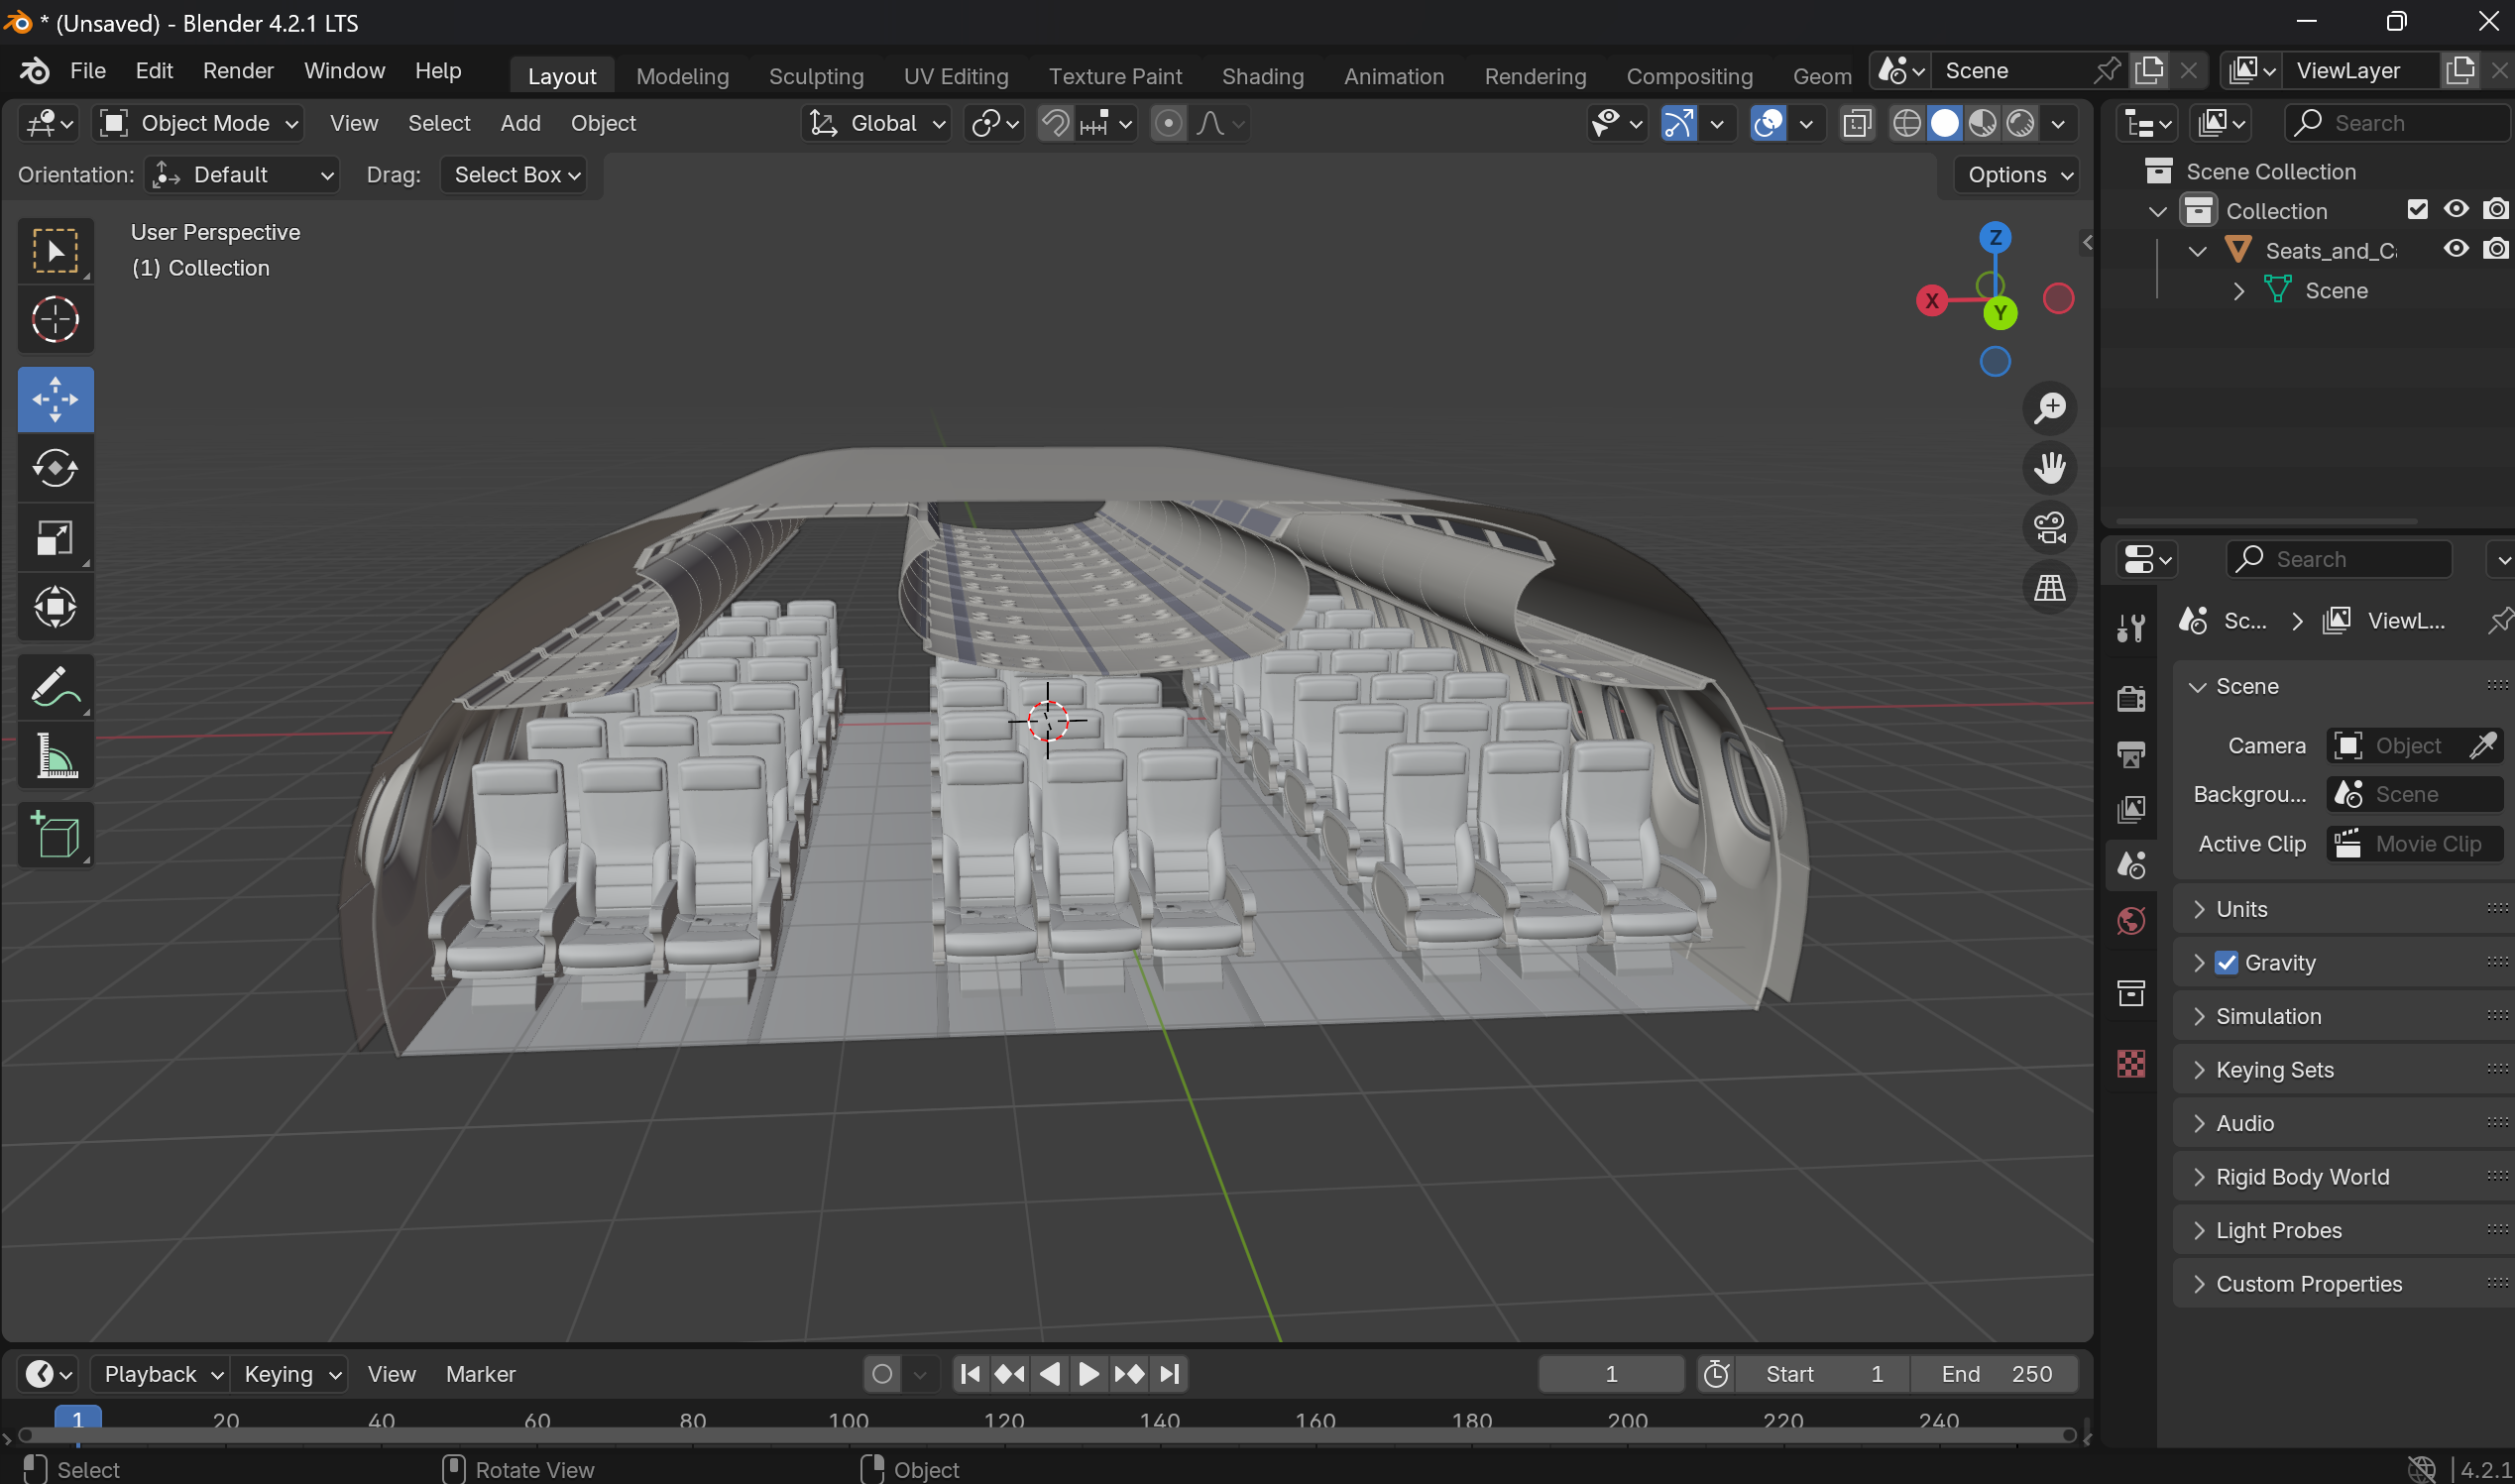 * (Unsaved) - Blender 4.2.1 LTS
File Edit Render Window Help Layout Modeling Sculpting UV Editing Texture Paint Shading Animation Rendering Compositing Geom Scene ViewLayer
Object Mode View Select Add Object Global Search
Orientation: Default Drag: Select Box Options
Scene Collection
Collection
Seats_and_C
Scene
User Perspective
(1) Collection
Z
X
Y
Search
Sc... ViewL...
Scene
Camera Object
Backgrou... Scene
Active Clip Movie Clip
Units
Gravity
Simulation
Keying Sets
Audio
Rigid Body World
Light Probes
Custom Properties
Playback Keying View Marker 1 Start 1 End 250
1 20 40 60 80 100 120 140 160 180 200 220 240
Select Rotate View Object 4.2.1